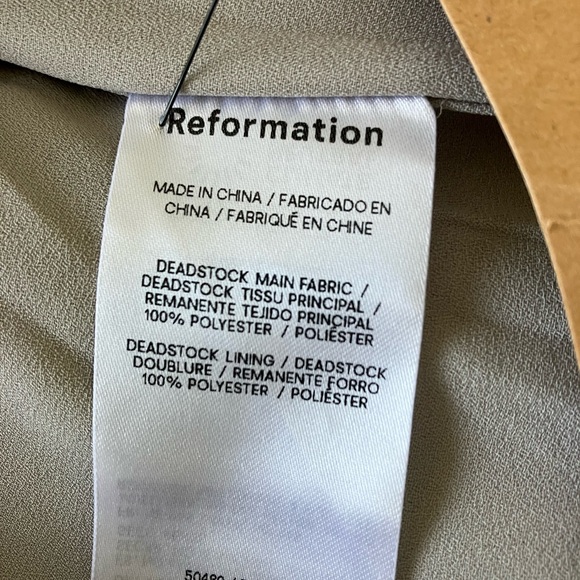 Reformation
MADE IN CHINA / FABRICADO EN
CHINA / FABRIQUÉ EN CHINE
DEADSTOCK MAIN FABRIC /
DEADSTOCK TISSU PRINCIPAL /
REMANENTE TEJIDO PRINCIPAL
100% POLYESTER / POLIÉSTER
DEADSTOCK LINING / DEADSTOCK
DOUBLURE / REMANENTE FORRO
100% POLYESTER / POLIÉSTER